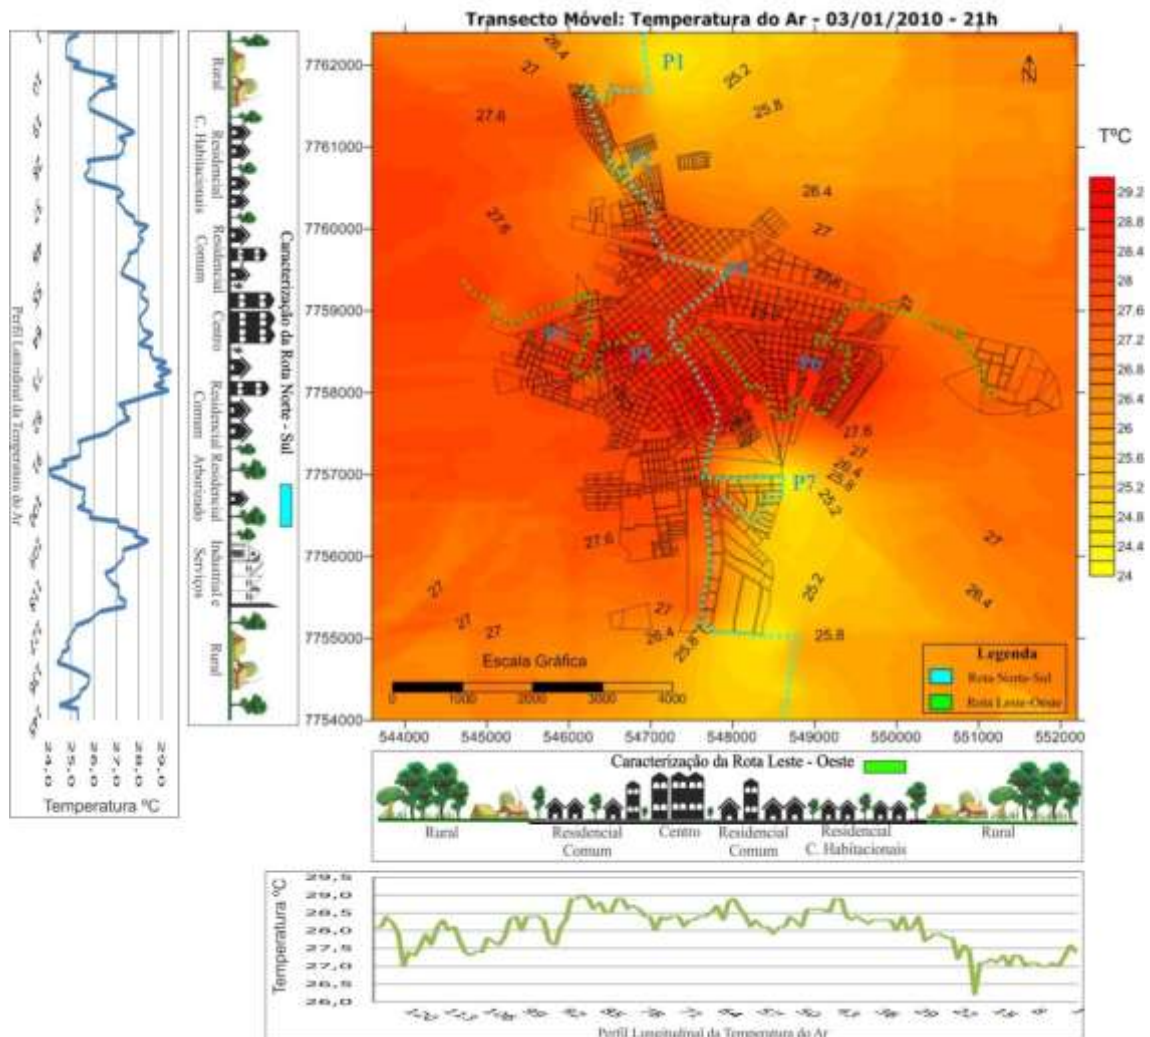 Transecto Móvel: Temperatura do Ar - 03/01/2010 - 21h
Perfil Latitudinal da Temperatura do Ar
24,0
25,0
26,0
27,0
28,0
29,0
Temperatura ºC
Caracterização da Rota Norte - Sul
Rural
Residencial
C. Habitacionais
Residencial
Comum
Centro
Residencial
Comum
Residencial
Arborizado
Industrial e
Serviços
Rural
7762000
7761000
7760000
7759000
7758000
7757000
7756000
7755000
7754000
544000 545000 546000 547000 548000 549000 550000 551000 552000
P1
26.4
27
25.2
25.8
27.6
N
26.4
27.6
27
P5
P6
27.6
27
26.4
25.8
P7
25.2
27.6
27
25.2
26.4
27
27
27
27
26.4
25.8
25.8
Escala Gráfica
0 1000 2000 3000 4000
Legenda
Rota Norte-Sul
Rota Leste-Oeste
TºC
29.2
28.8
28.4
28
27.6
27.2
26.8
26.4
26
25.6
25.2
24.8
24.4
24
Caracterização da Rota Leste - Oeste
Rural
Residencial
Comum
Centro
Residencial
Comum
Residencial
C. Habitacionais
Rural
Temperatura ºC
29,5
29,0
28,5
28,0
27,5
27,0
26,0
Perfil Longitudinal da Temperatura do Ar